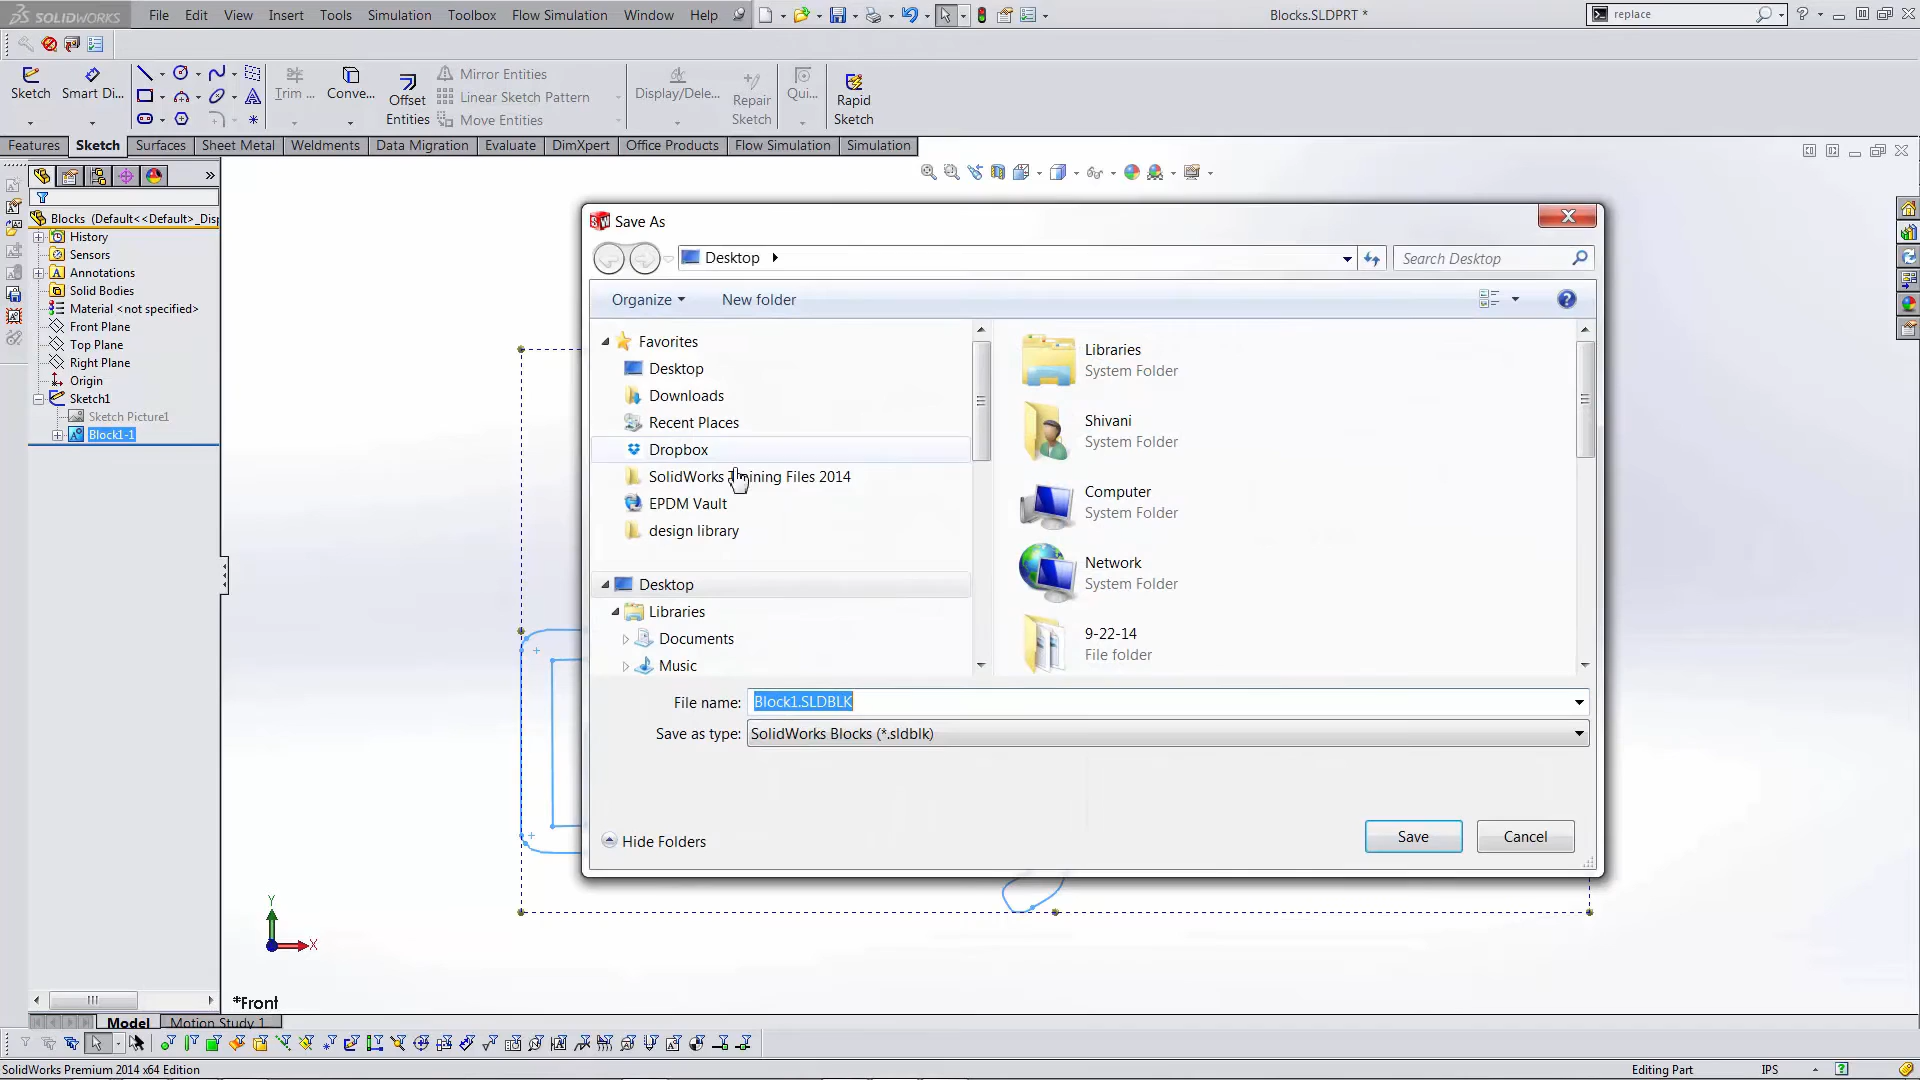 SOLIDWORKS File Edit View Insert Tools Simulation Toolbox Flow Simulation Window Help Blocks.SLDPRT * replace
Sketch Smart Di... Trim ... Conve... Offset Entities Mirror Entities Linear Sketch Pattern Move Entities Display/Dele... Repair Sketch Qui... Rapid Sketch
Features Sketch Surfaces Sheet Metal Weldments Data Migration Evaluate DimXpert Office Products Flow Simulation Simulation
Blocks (Default<<Default>_Disp
History
Sensors
Annotations
Solid Bodies
Material <not specified>
Front Plane
Top Plane
Right Plane
Origin
Sketch1
Sketch Picture1
Block1-1
Save As
Desktop
Search Desktop
Organize New folder
Favorites
Desktop
Downloads
Recent Places
Dropbox
SolidWorks Training Files 2014
EPDM Vault
design library
Desktop
Libraries
Documents
Music
Libraries
System Folder
Shivani
System Folder
Computer
System Folder
Network
System Folder
9-22-14
File folder
File name: Block1.SLDBLK
Save as type: SolidWorks Blocks (*.sldblk)
Hide Folders Save Cancel
Y
X
*Front
Model Motion Study 1
SolidWorks Premium 2014 x64 Edition Editing Part IPS